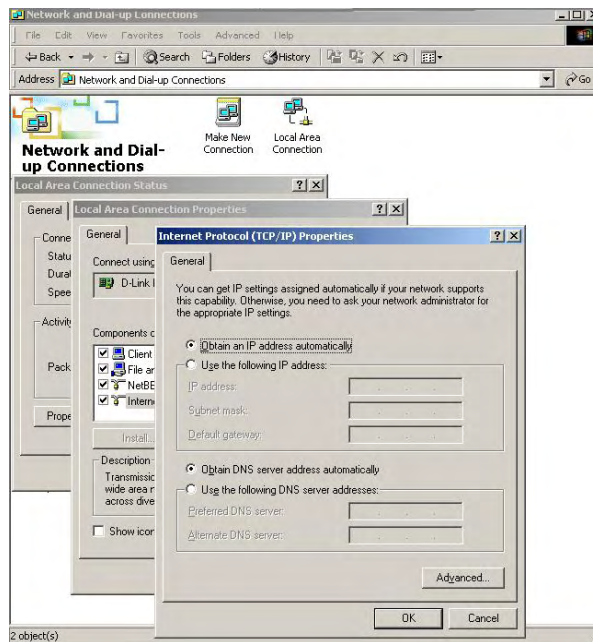 Network and Dial-up Connections
File Edit View Favorites Tools Advanced Help
Back Search Folders History
Address Network and Dial-up Connections Go
Network and Dial-
up Connections
Make New
Connection
Local Area
Connection
Local Area Connection Status
General
Conne
Statu
Durat
Spee
Activit
Pack
Prope
Local Area Connection Properties
General
Connect using
D-Link
Components c
Client
File ar
NetBE
Intern
Install...
Description
Transmissic
wide area r
across dive
Show icor
Internet Protocol (TCP/IP) Properties
General
You can get IP settings assigned automatically if your network supports
this capability. Otherwise, you need to ask your network administrator for
the appropriate IP settings.
Obtain an IP address automatically
Use the following IP address:
IP address:
Subnet mask:
Default gateway:
Obtain DNS server address automatically
Use the following DNS server addresses:
Preferred DNS server:
Alternate DNS server:
Advanced...
OK Cancel
2 object(s)